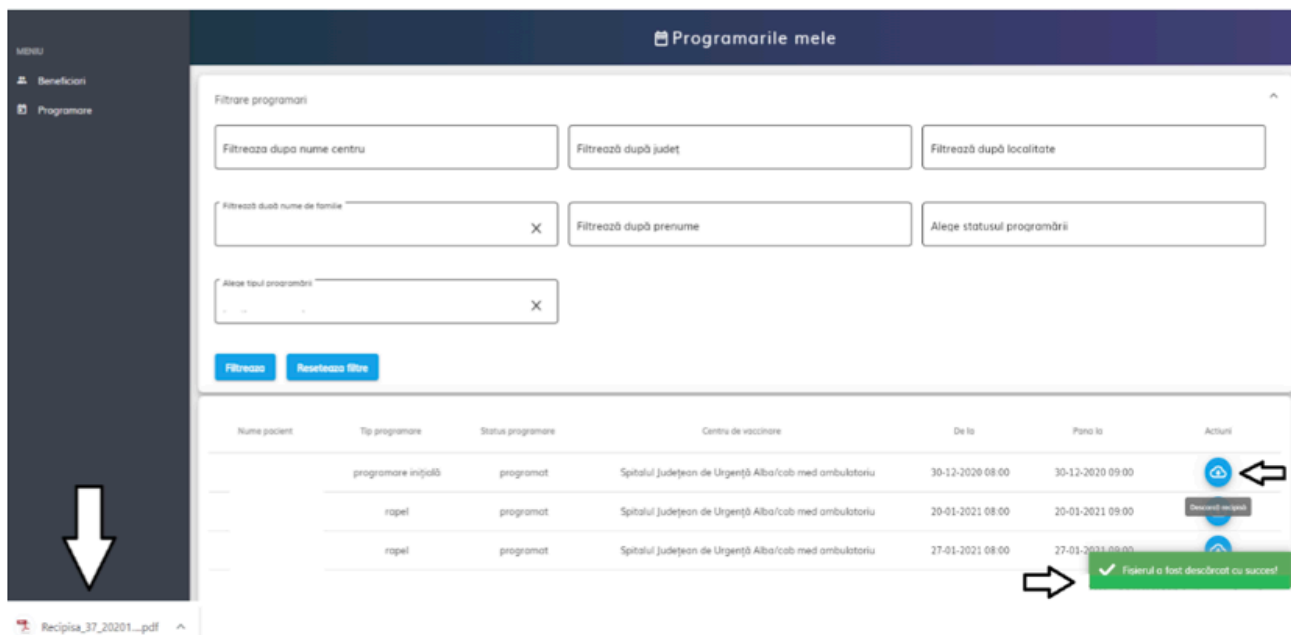 Programarile mele
MENIU
Beneficiari
Programare
Filtrare programari
Filtreaza dupa nume centru
Filtrează după județ
Filtrează după localitate
Filtrează după nume de familie
Filtrează după prenume
Alege statusul programării
Alege tipul programării
Filtreaza
Reseteaza filtre
Nume pacient Tip programare Status programare Centru de vaccinare De la Pana la Actiuni
programare inițială programat Spitalul Județean de Urgență Alba/cab med ambulatoriu 30-12-2020 08:00 30-12-2020 09:00
Descarcă recipisă
rapel programat Spitalul Județean de Urgență Alba/cab med ambulatoriu 20-01-2021 08:00 20-01-2021 09:00
rapel programat Spitalul Județean de Urgență Alba/cab med ambulatoriu 27-01-2021 08:00 27-01-2021 09:00
Fisierul a fost descărcat cu succes!
Recipisa_37_20201....pdf